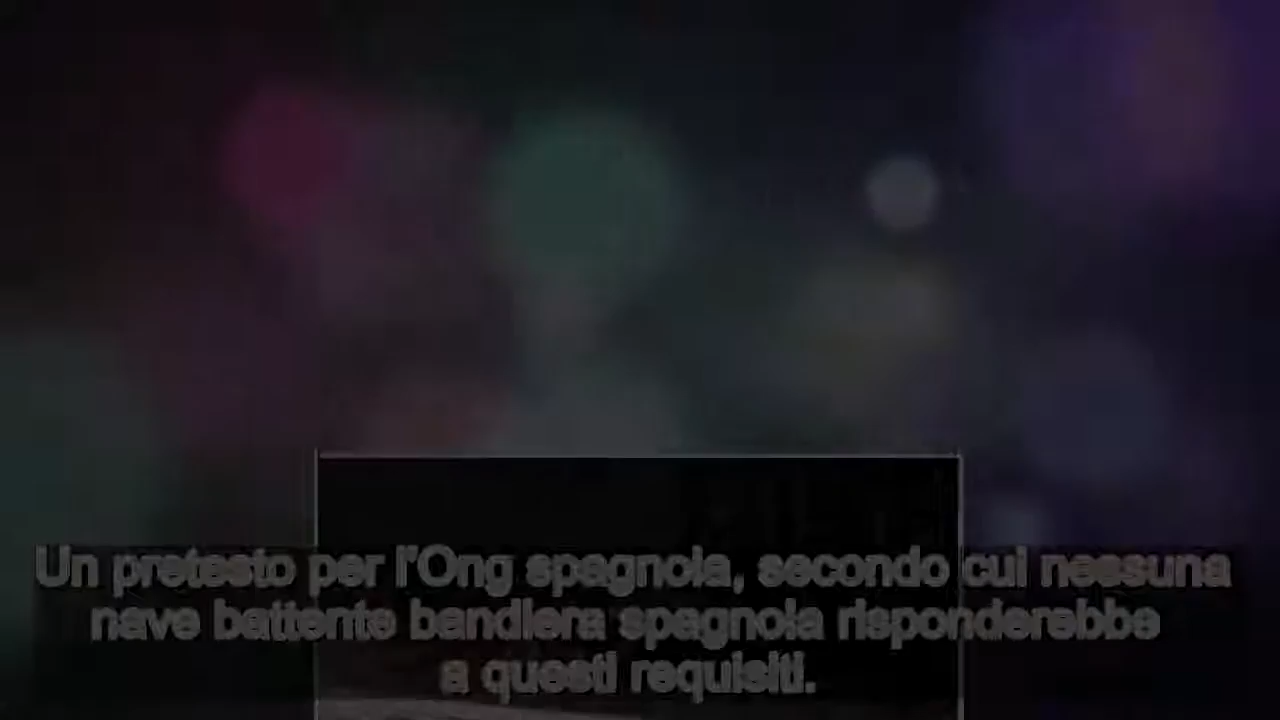 Un pretesto per l'Ong spagnola, secondo cui nessuna
nave battente bandiera spagnola risponderebbe
a questi requisiti.